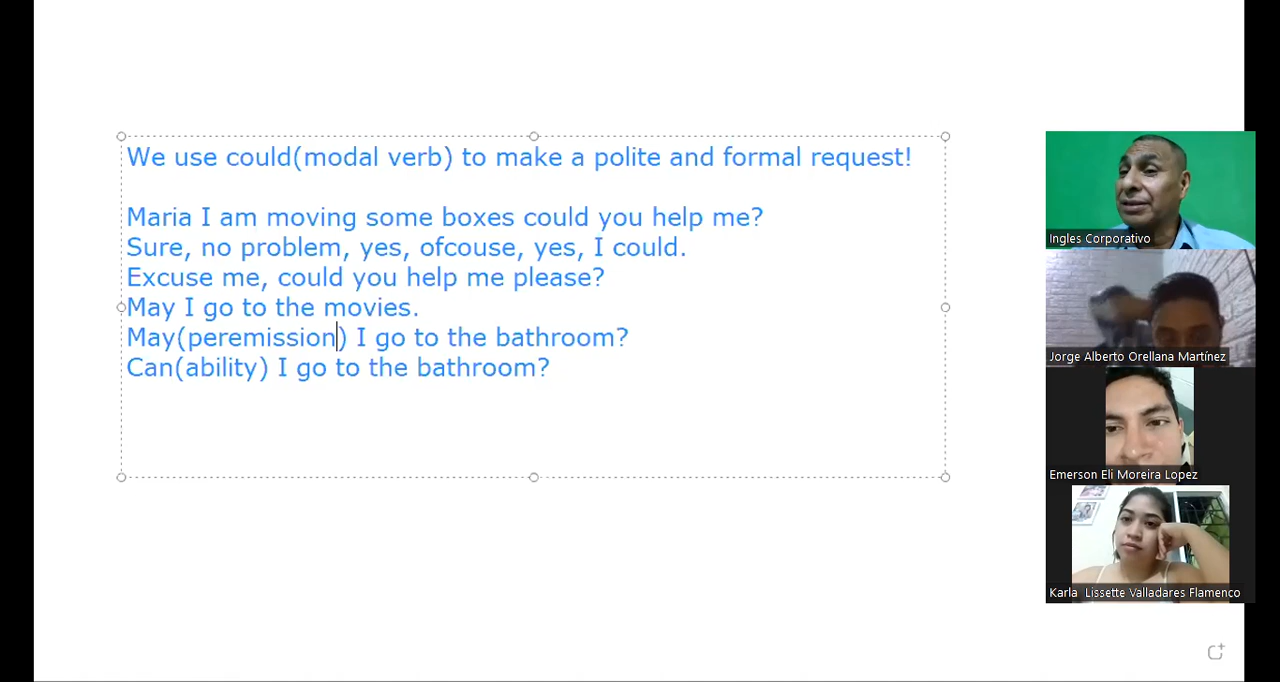 We use could(modal verb) to make a polite and formal request!
Maria I am moving some boxes could you help me?
Sure, no problem, yes, ofcouse, yes, I could.
Excuse me, could you help me please?
May I go to the movies.
May(peremission) I go to the bathroom?
Can(ability) I go to the bathroom?
Ingles Corporativo
Jorge Alberto Orellana Martínez
Emerson Eli Moreira Lopez
Karla Lissette Valladares Flamenco